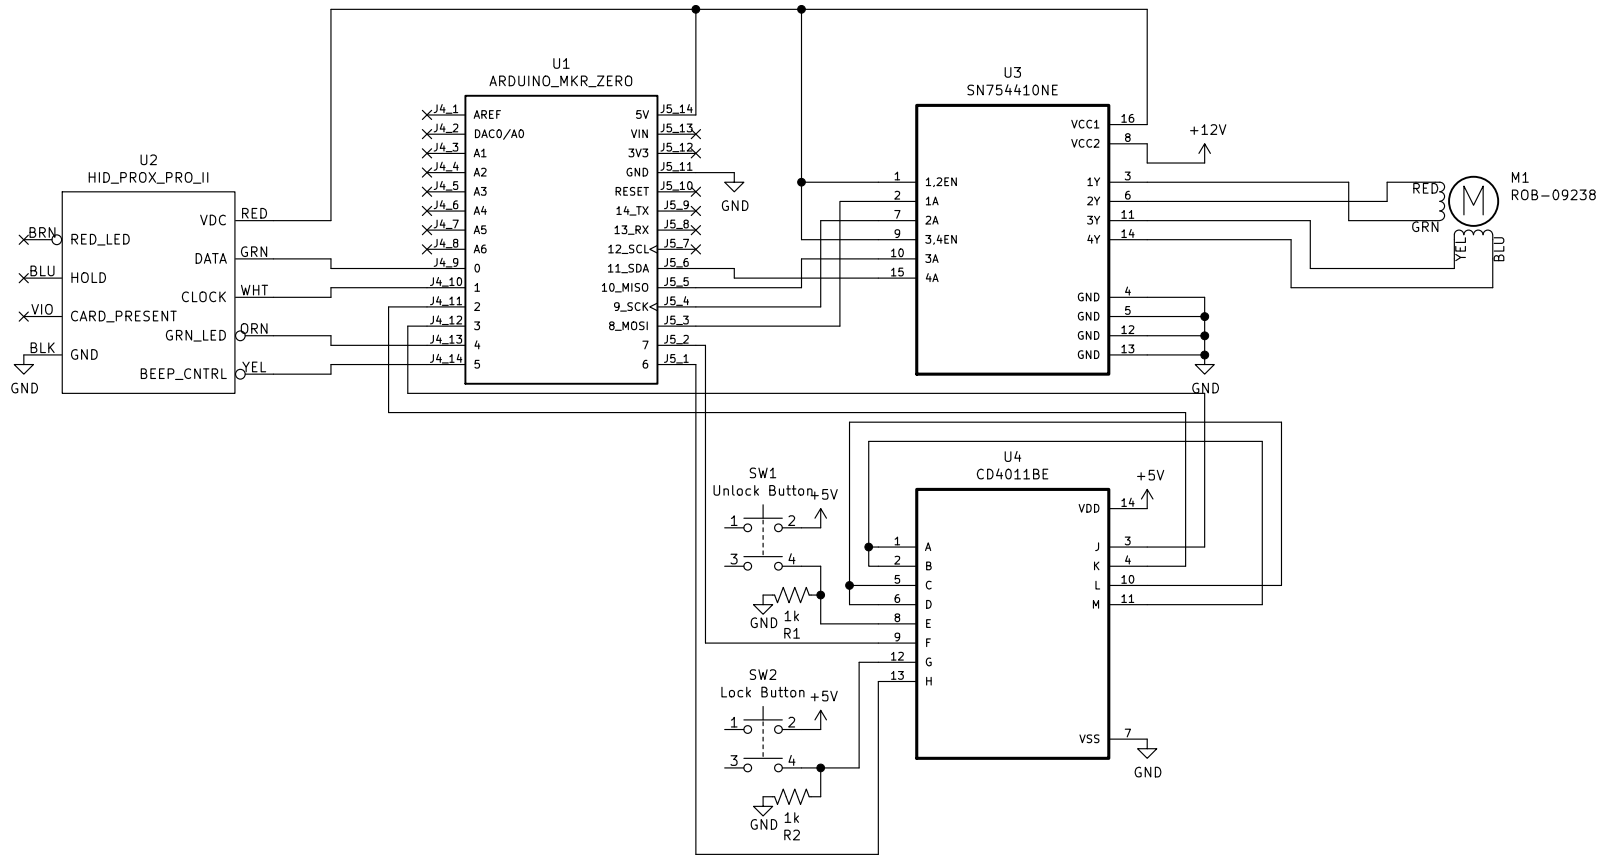 U1
ARDUINO_MKR_ZERO
J4_1 AREF
J4_2 DAC0/A0
J4_3 A1
J4_4 A2
J4_5 A3
J4_6 A4
J4_7 A5
J4_8 A6
J4_9 0
J4_10 1
J4_11 2
J4_12 3
J4_13 4
J4_14 5
5V J5_14
VIN J5_13
3V3 J5_12
GND J5_11
RESET J5_10
14_TX J5_9
13_RX J5_8
12_SCL J5_7
11_SDA J5_6
10_MISO J5_5
9_SCK J5_4
8_MOSI J5_3
7 J5_2
6 J5_1
GND
U2
HID_PROX_PRO_II
VDC RED
BRN RED_LED
DATA GRN
BLU HOLD
CLOCK WHT
VIO CARD_PRESENT
GRN_LED ORN
BLK GND
BEEP_CNTRL YEL
GND
U3
SN754410NE
VCC1 16
VCC2 8
+12V
1 1,2EN
2 1A
7 2A
9 3,4EN
10 3A
15 4A
1Y 3
2Y 6
3Y 11
4Y 14
GND 4
GND 5
GND 12
GND 13
GND
M1
ROB-09238
RED
GRN
YEL
BLU
U4
CD4011BE
VDD 14
+5V
1 A
2 B
5 C
6 D
8 E
9 F
12 G
13 H
J 3
K 4
L 10
M 11
VSS 7
GND
SW1
Unlock Button
+5V
1 2
3 4
GND
1k
R1
SW2
Lock Button
+5V
1 2
3 4
GND
1k
R2